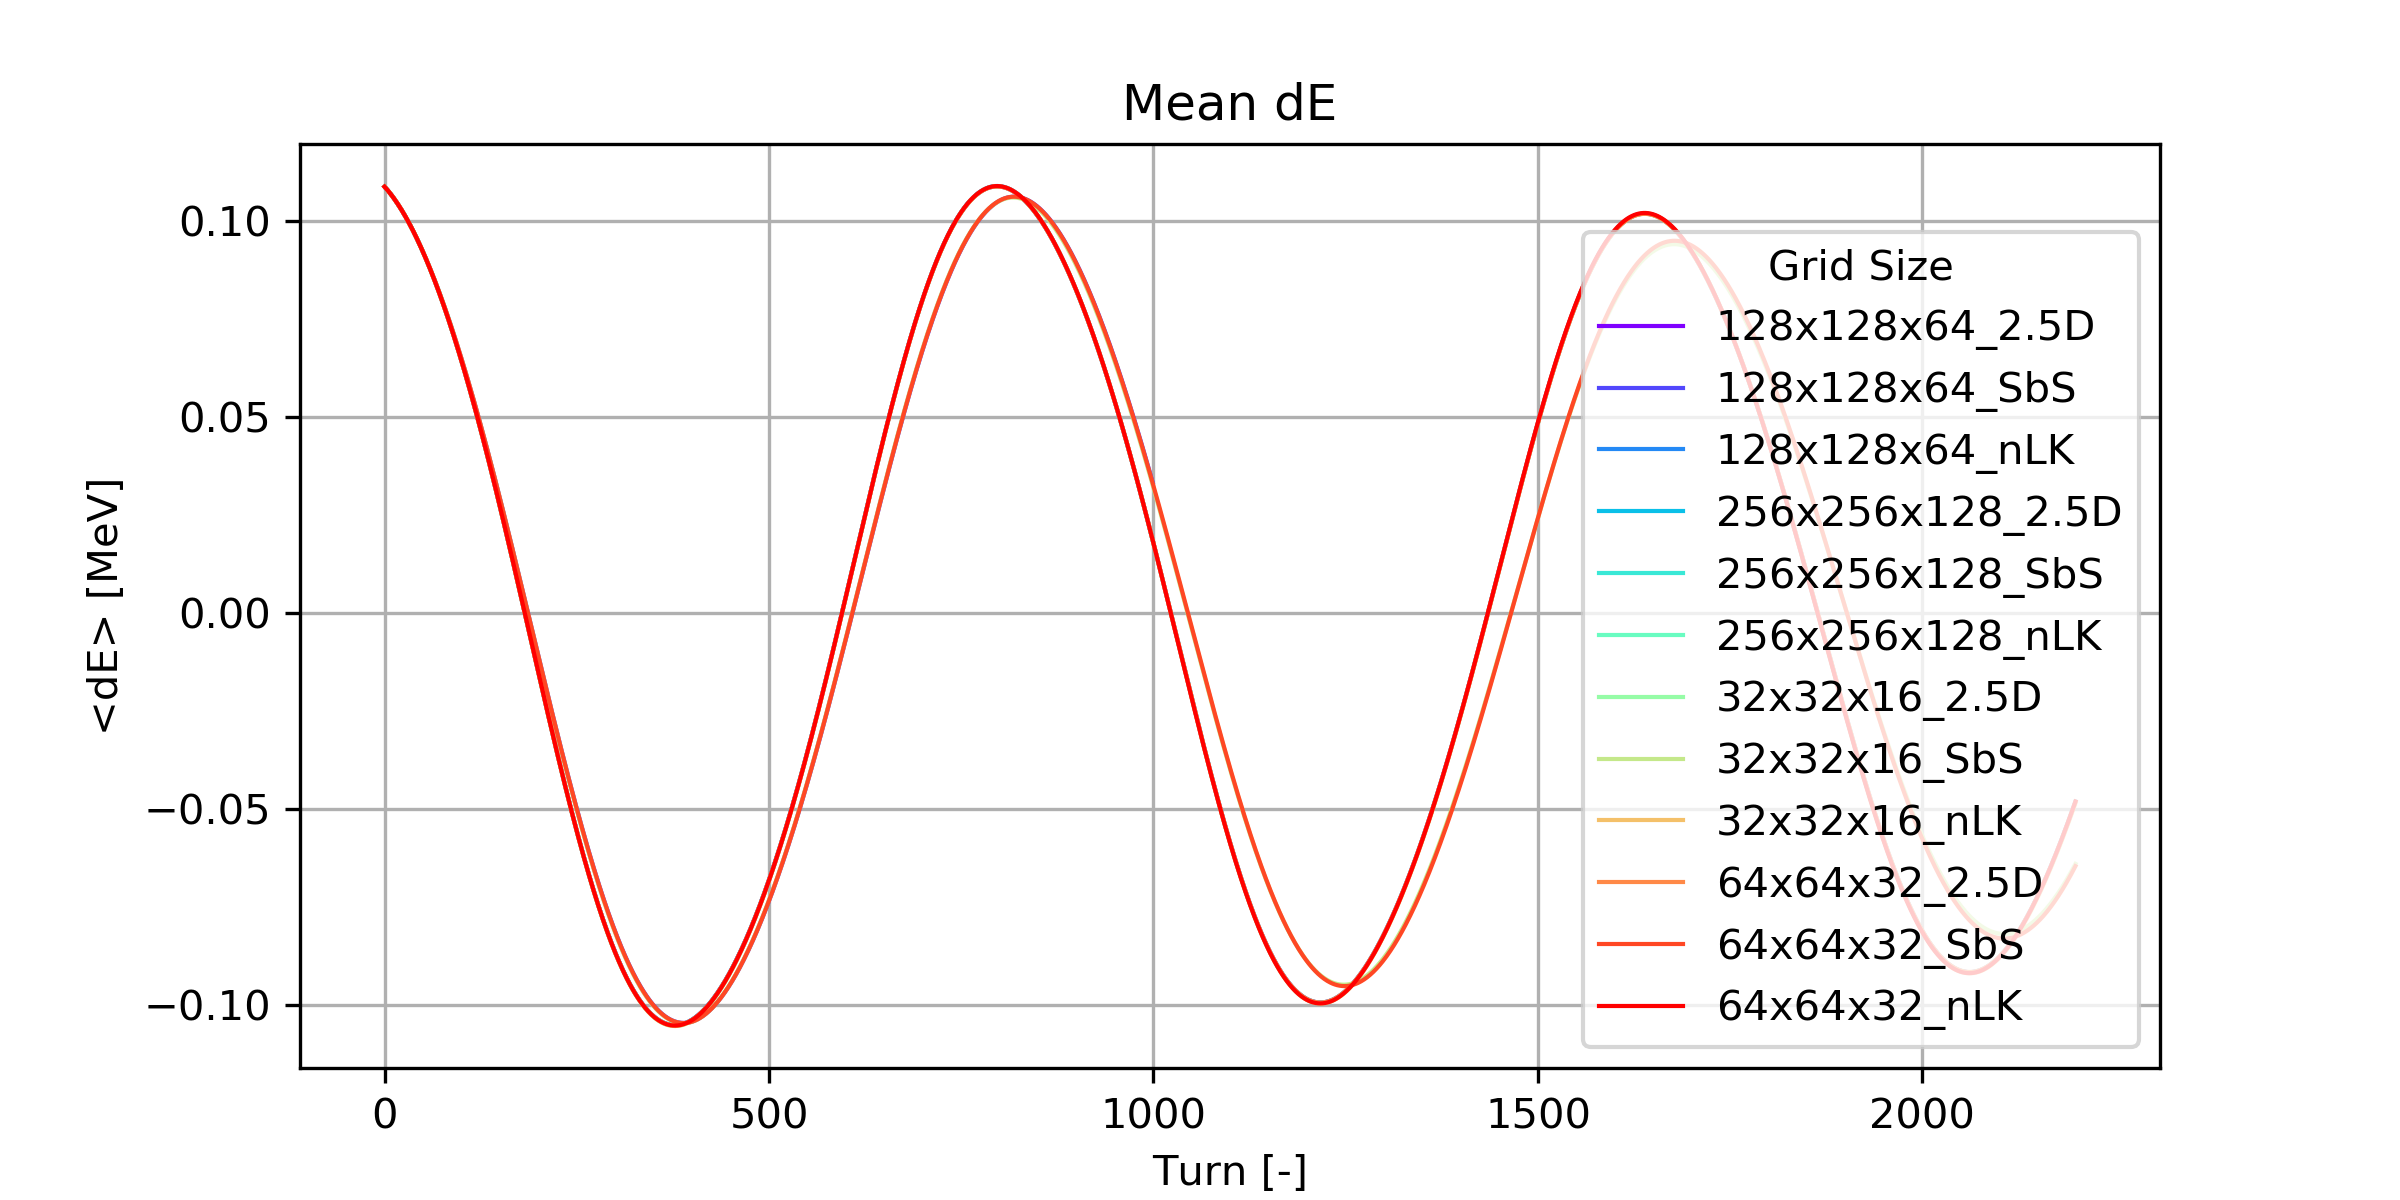 Mean dE
<dE> [MeV]
0.10
0.05
0.00
−0.05
−0.10
0
500
1000
1500
2000
Turn [-]
Grid Size
128x128x64_2.5D
128x128x64_SbS
128x128x64_nLK
256x256x128_2.5D
256x256x128_SbS
256x256x128_nLK
32x32x16_2.5D
32x32x16_SbS
32x32x16_nLK
64x64x32_2.5D
64x64x32_SbS
64x64x32_nLK